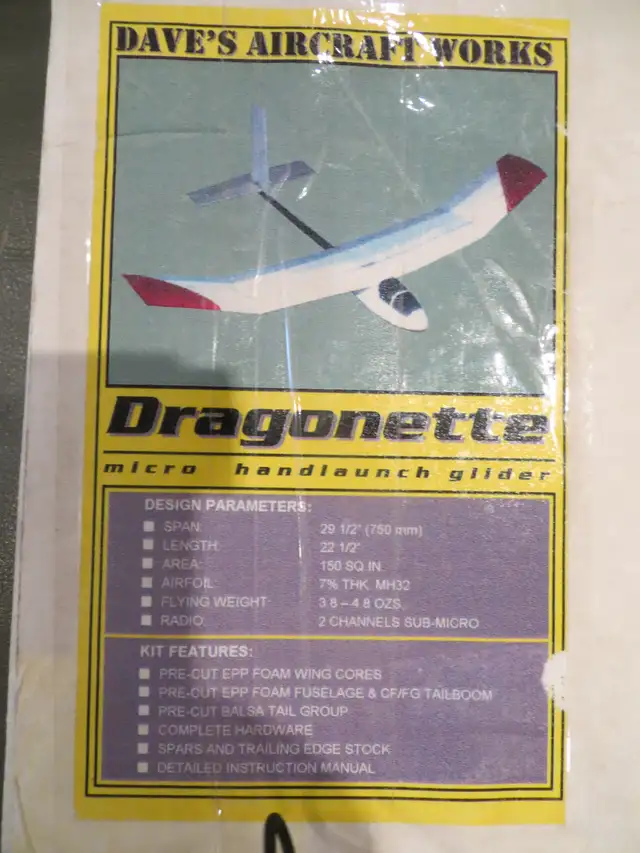 DAVE'S AIRCRAFT WORKS
Dragonette
micro handlaunch glider
DESIGN PARAMETERS:
SPAN: 29 1/2" (750 mm)
LENGTH: 22 1/2"
AREA: 150 SQ.IN.
AIRFOIL: 7% THK. MH32
FLYING WEIGHT: 3.8 – 4.8 OZS.
RADIO: 2 CHANNELS SUB-MICRO
KIT FEATURES:
PRE-CUT EPP FOAM WING CORES
PRE-CUT EPP FOAM FUSELAGE & CF/FG TAILBOOM
PRE-CUT BALSA TAIL GROUP
COMPLETE HARDWARE
SPARS AND TRAILING EDGE STOCK
DETAILED INSTRUCTION MANUAL